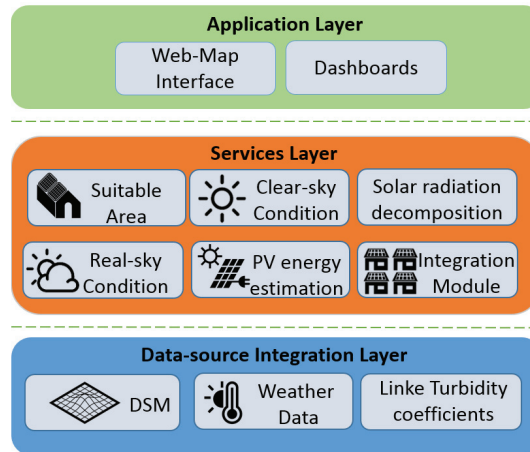 Application Layer
Web-Map
Interface
Dashboards
Services Layer
Suitable
Area
Clear-sky
Condition
Solar radiation
decomposition
Real-sky
Condition
PV energy
estimation
Integration
Module
Data-source Integration Layer
DSM
Weather
Data
Linke Turbidity
coefficients